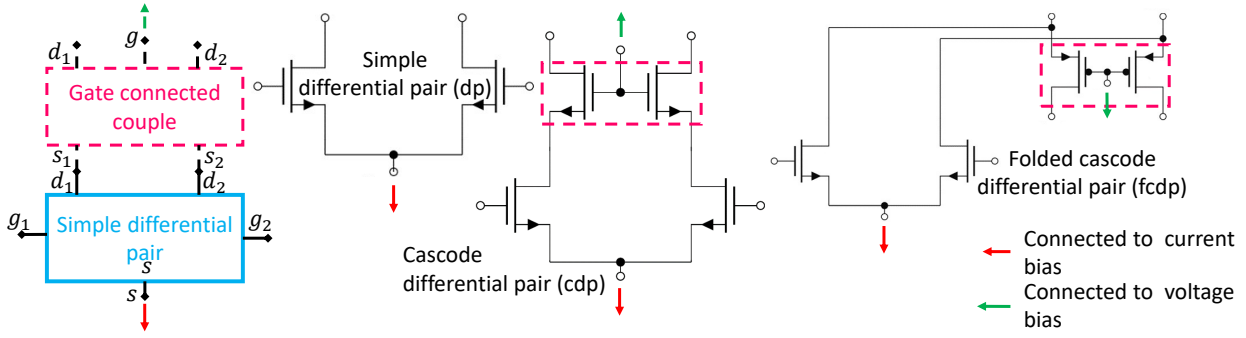 d₁ g d₂
Gate connected
couple
s₁ s₂
d₁ d₂
g₁ g₂
Simple differential
pair
s
s
Simple
differential pair (dp)
Cascode
differential pair (cdp)
Folded cascode
differential pair (fcdp)
Connected to current
bias
Connected to voltage
bias